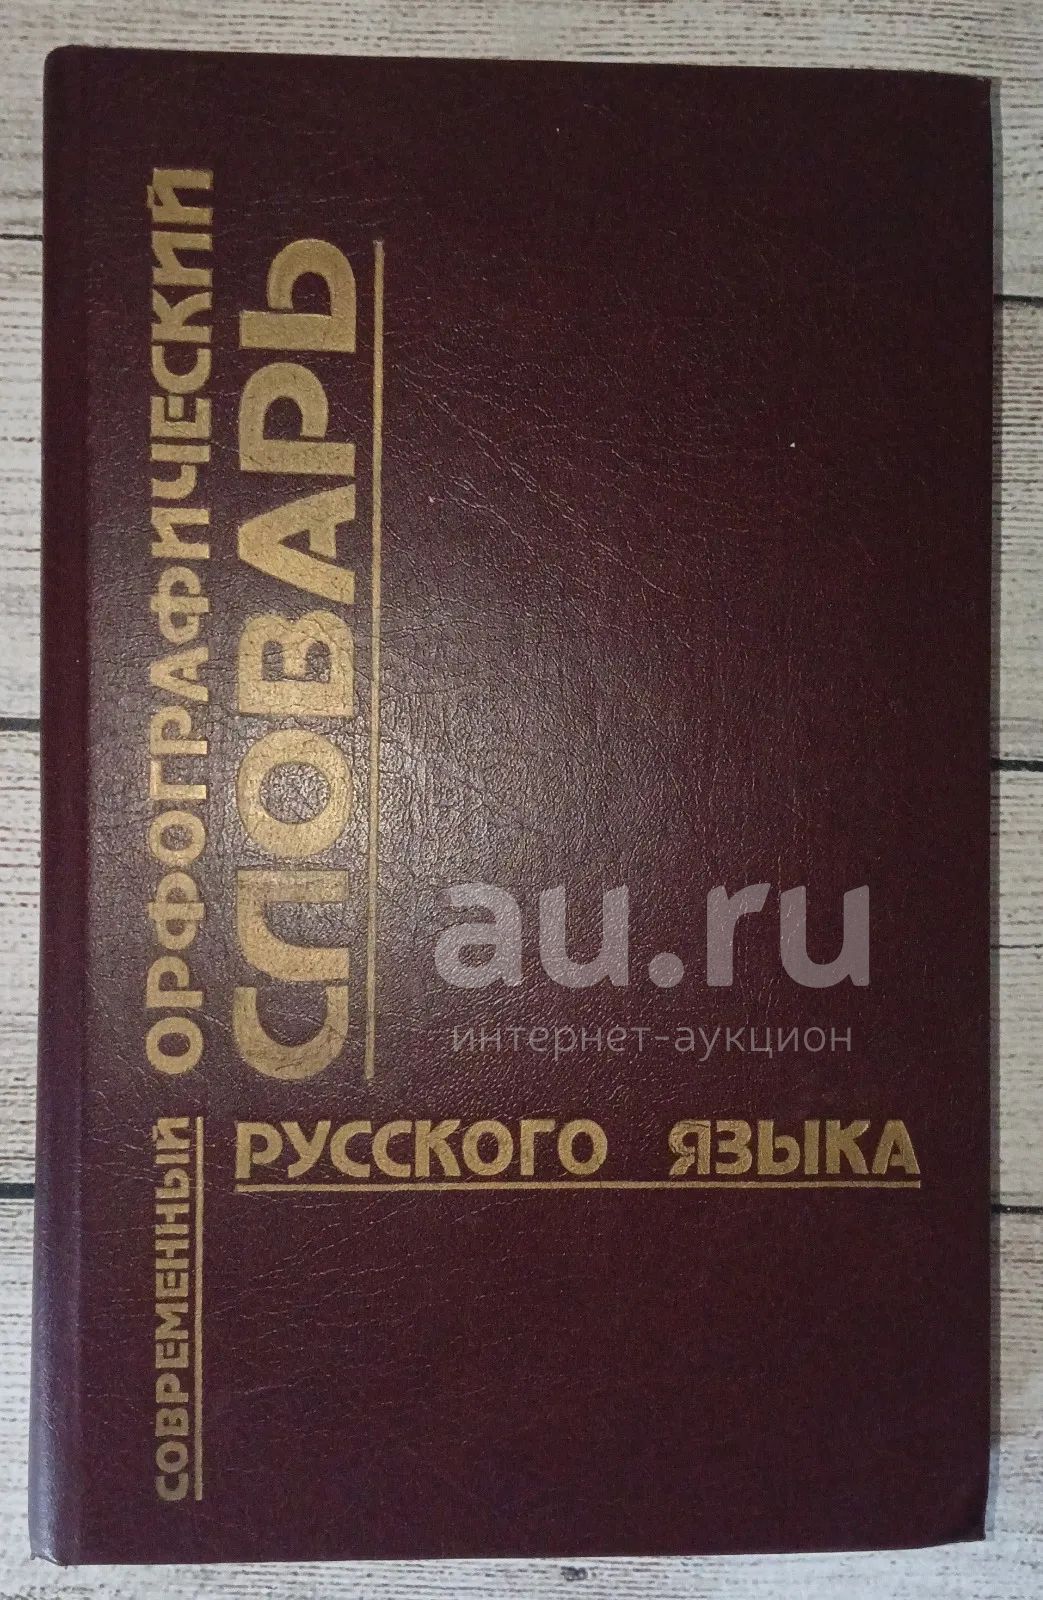 СОВРЕМЕННЫЙ ОРФОГРАФИЧЕСКИЙ
СЛОВАРЬ
РУССКОГО ЯЗЫКА
au.ru
интернет-аукцион